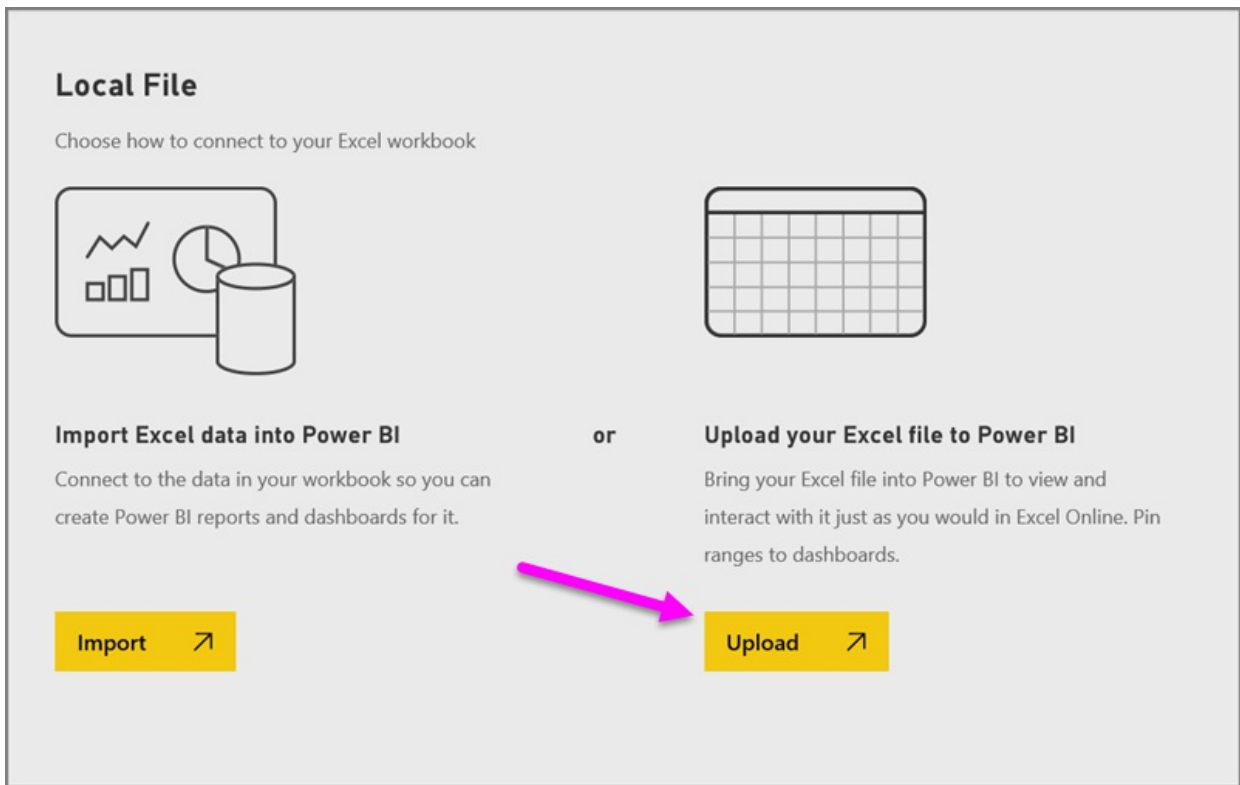 Local File
Choose how to connect to your Excel workbook
Import Excel data into Power BI
or
Upload your Excel file to Power BI
Connect to the data in your workbook so you can
create Power BI reports and dashboards for it.
Bring your Excel file into Power BI to view and
interact with it just as you would in Excel Online. Pin
ranges to dashboards.
Import
Upload